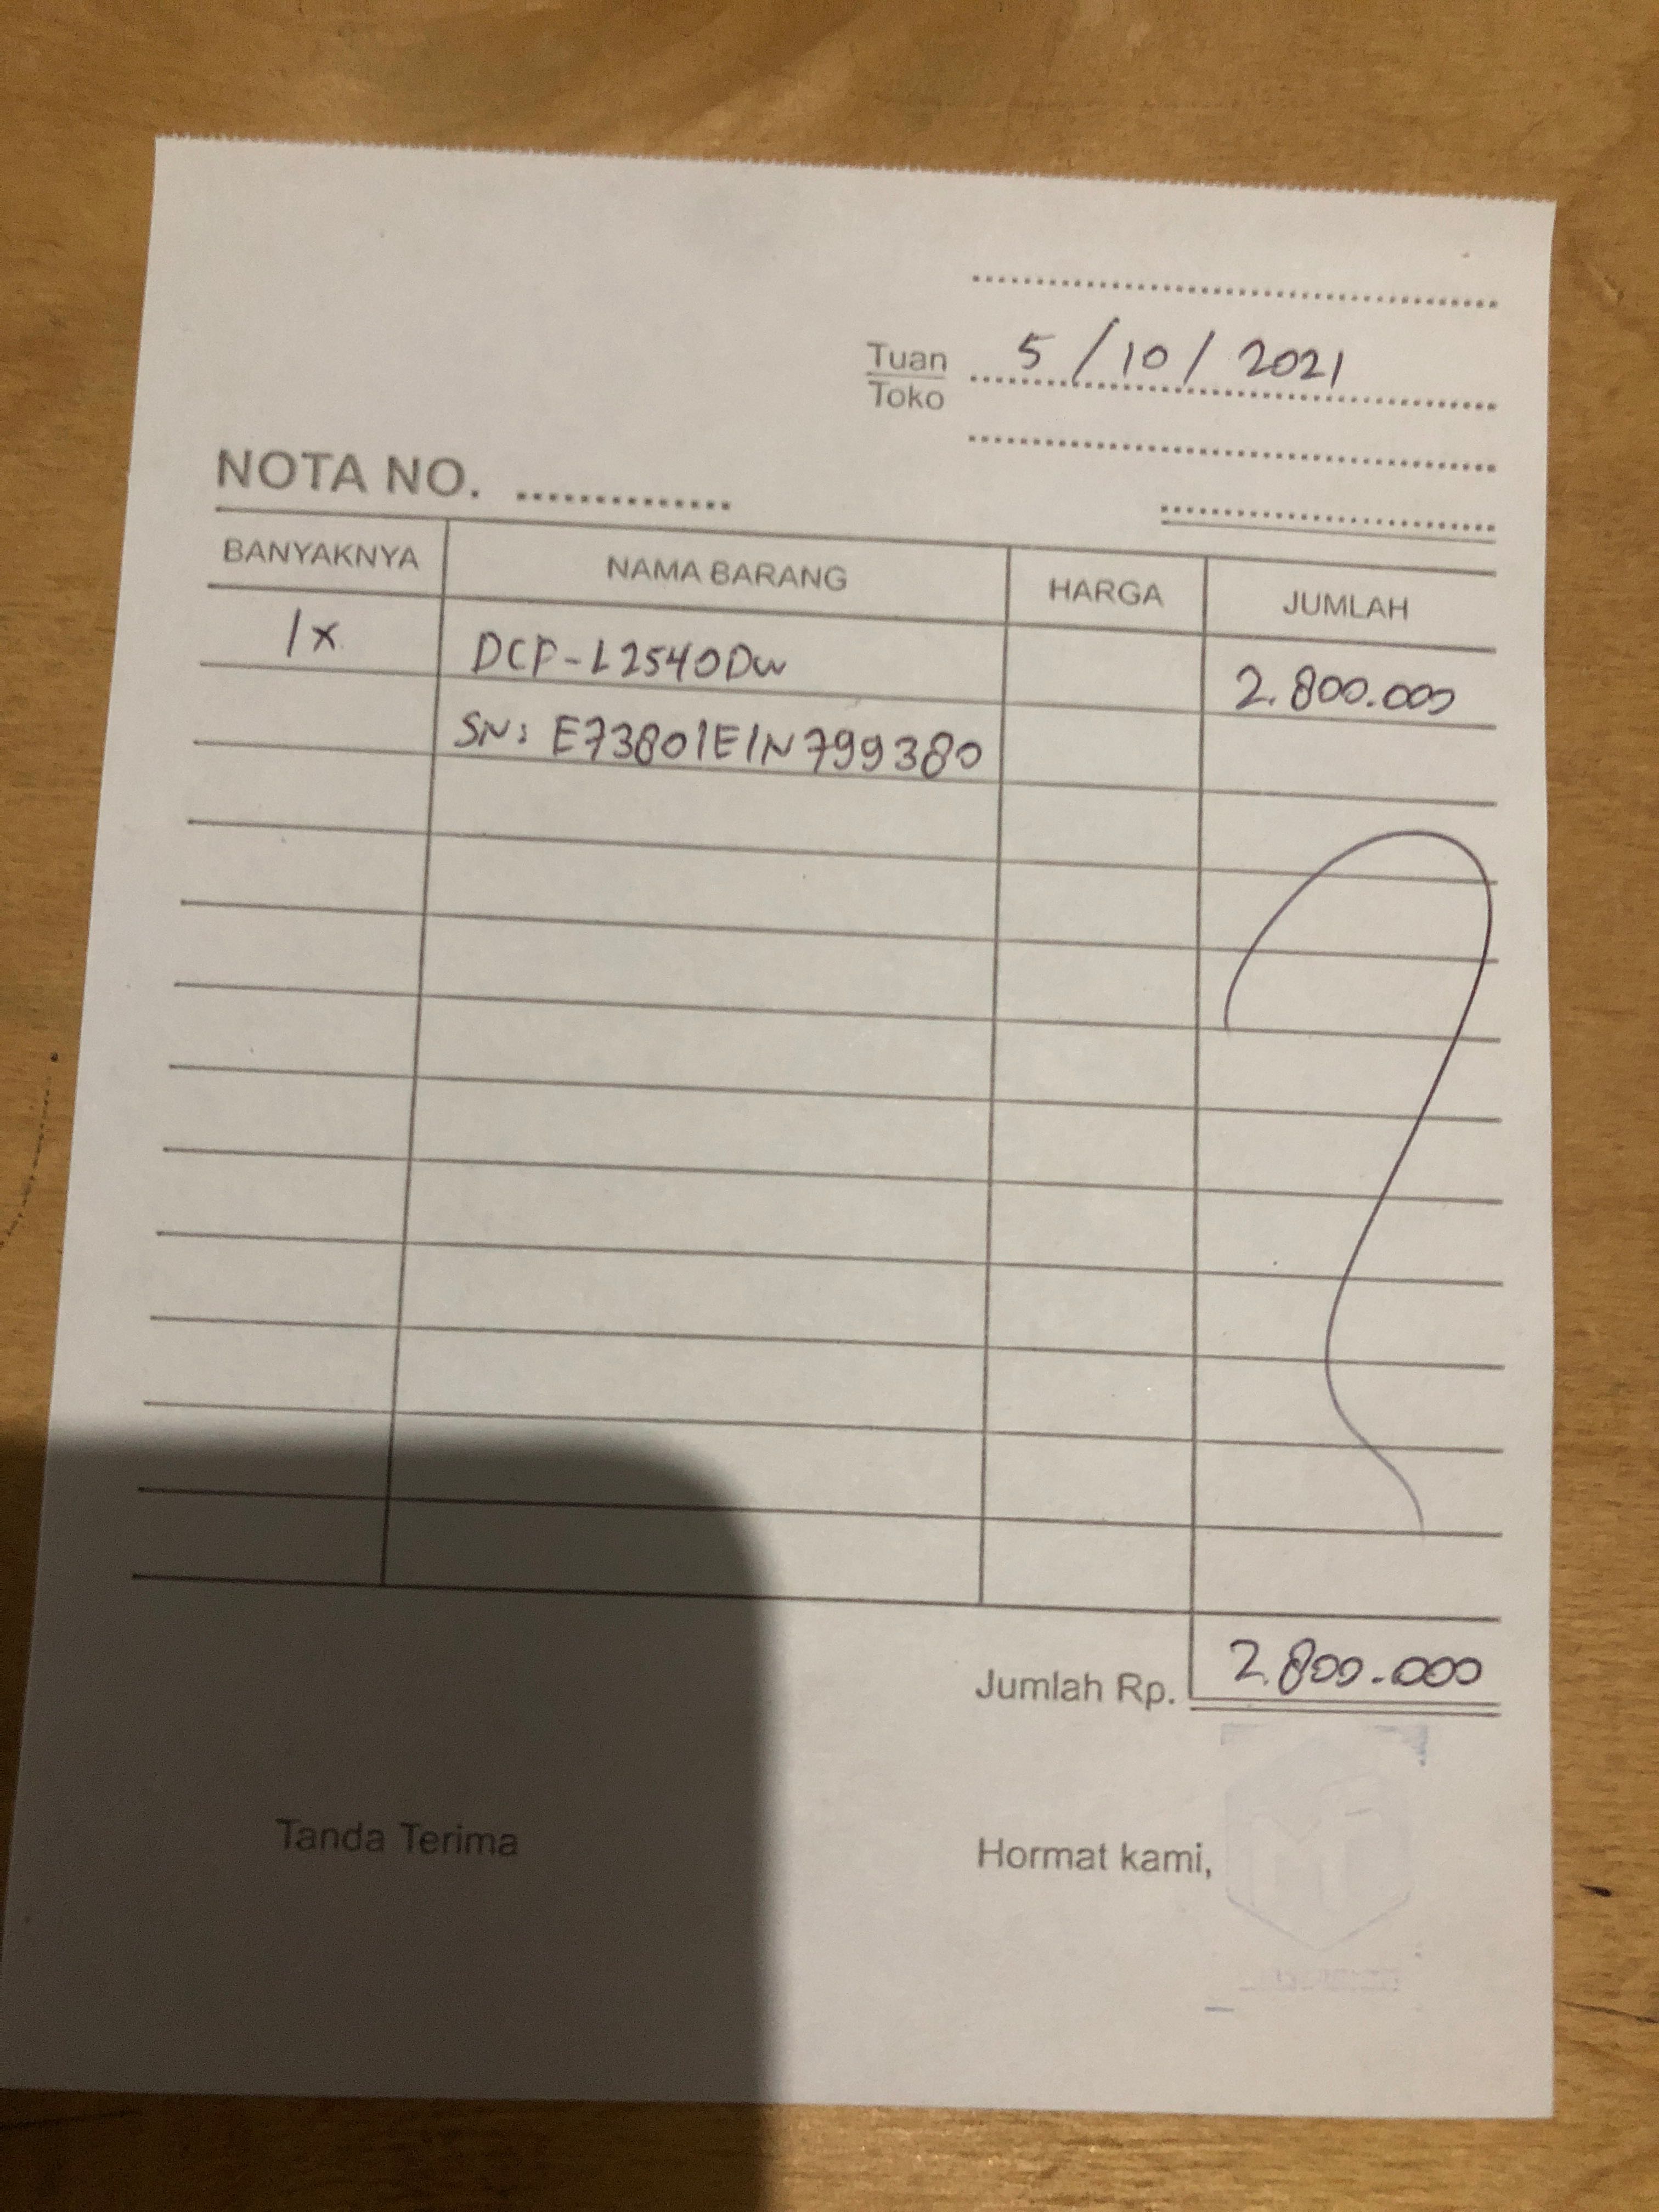 Tuan
Toko
5/10/2021
NOTA NO.
BANYAKNYA NAMA BARANG HARGA JUMLAH
1x DCP-L2540Dw 2.800.000
SN: E73801E1N799380
Jumlah Rp. 2.800.000
Tanda Terima Hormat kami,